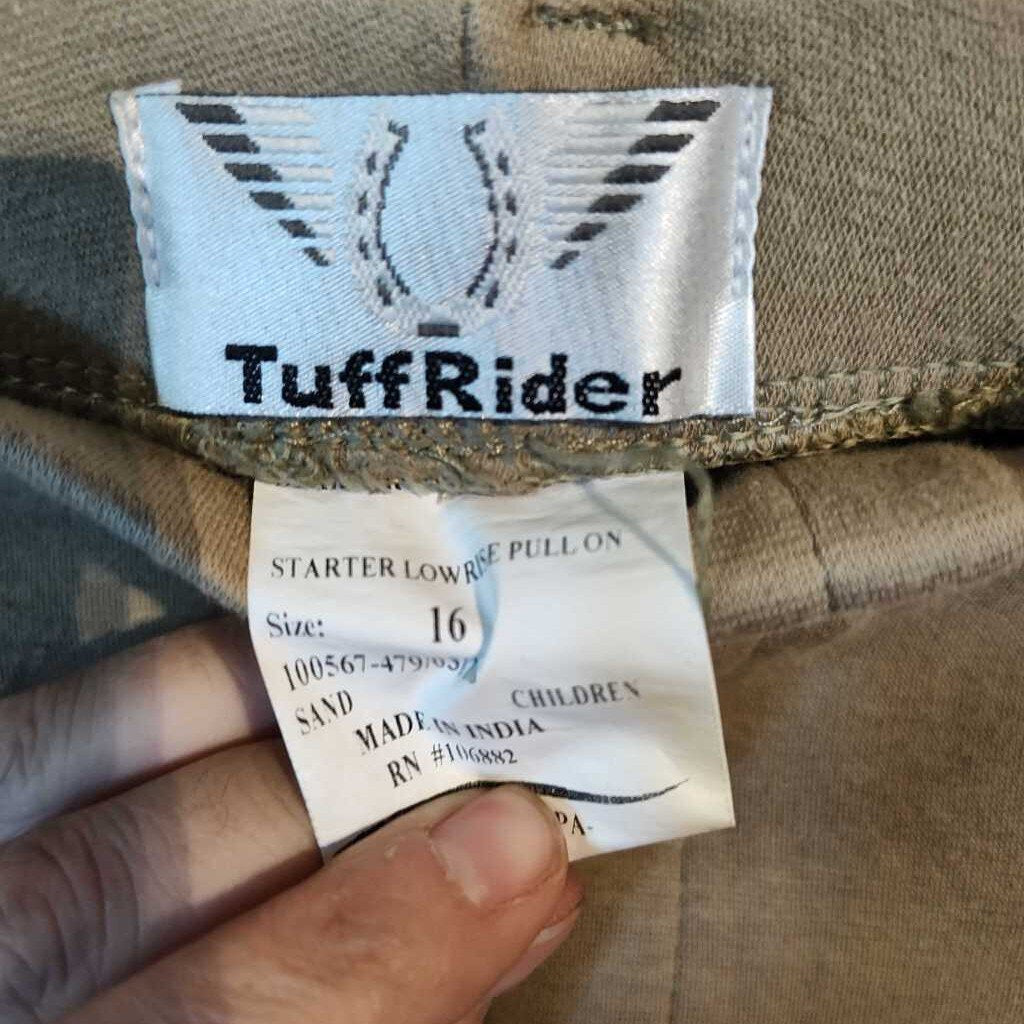 TuffRider
STARTER LOWRISE PULL ON
Size: 16
SAND CHILDREN
MADE IN INDIA
RN #106882